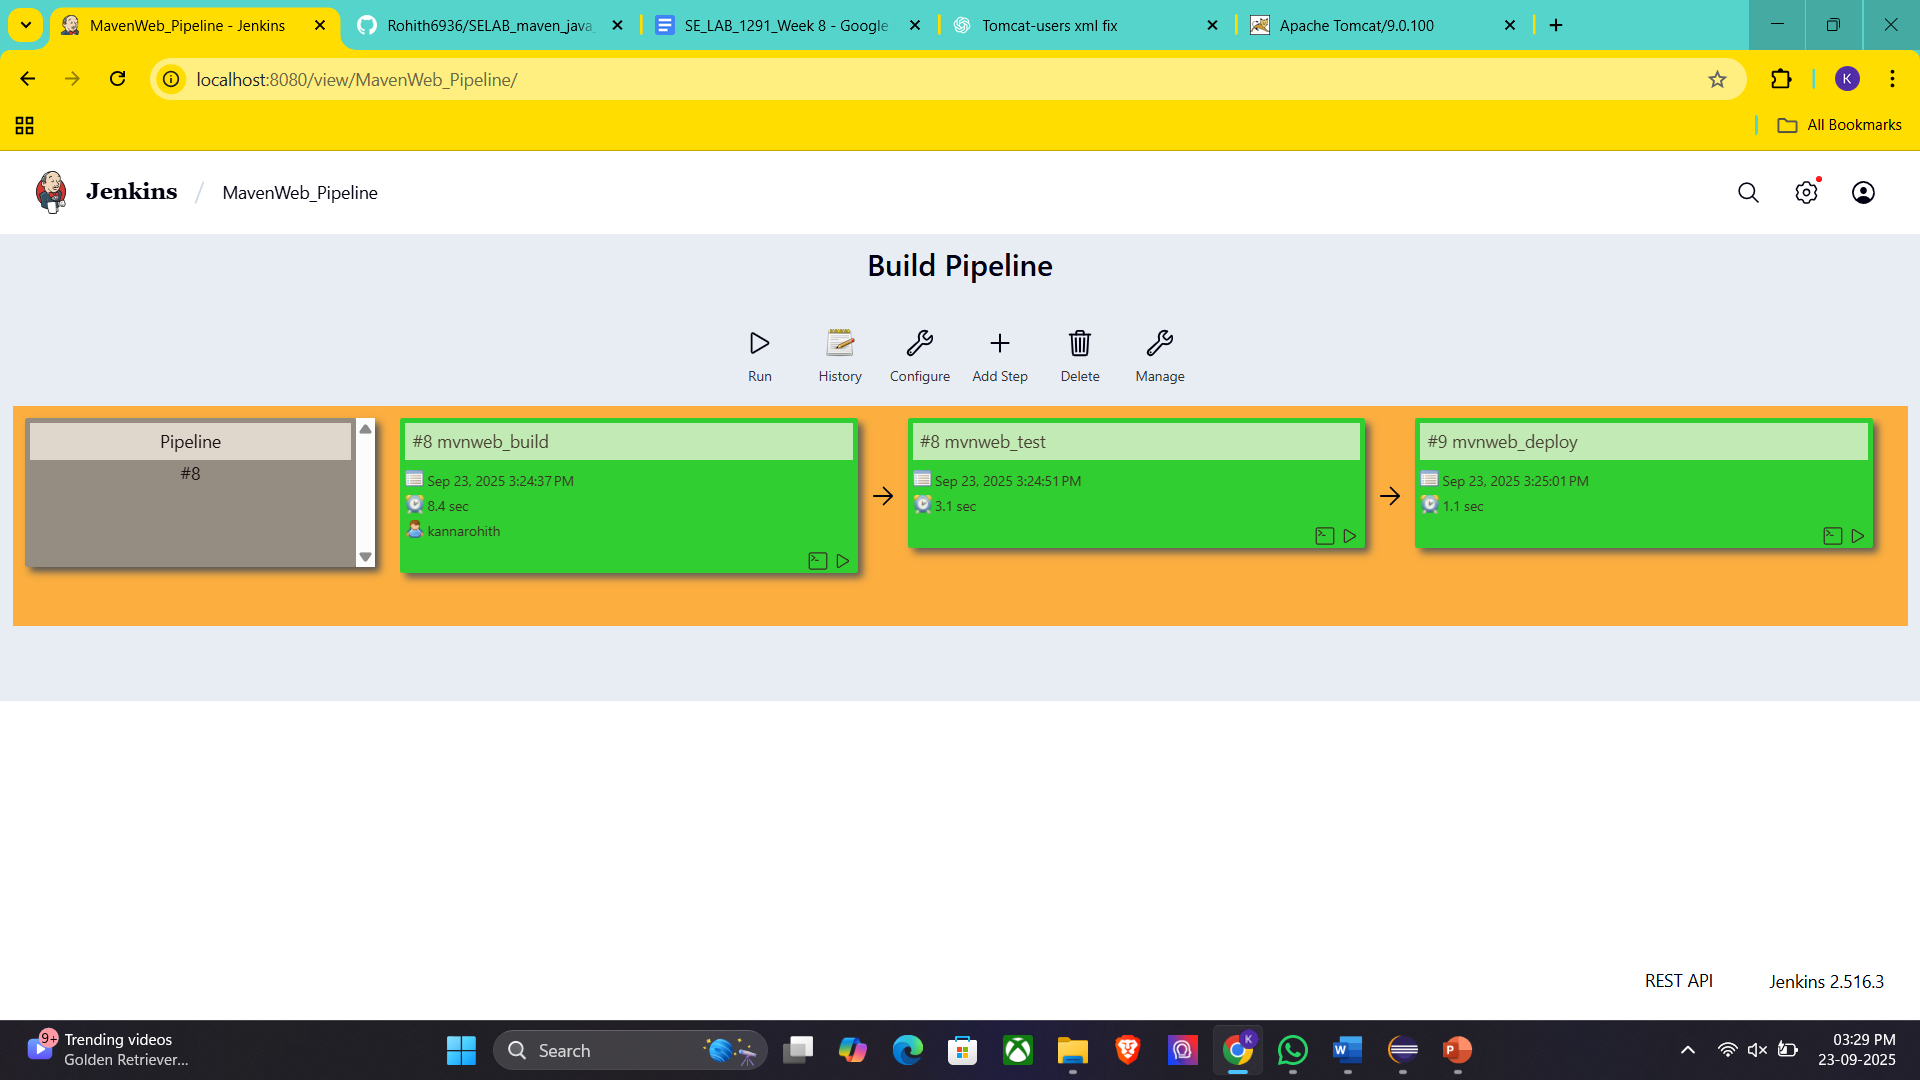 MavenWeb_Pipeline - Jenkins
Rohith6936/SELAB_maven_java_
SE_LAB_1291_Week 8 - Google
Tomcat-users xml fix
Apache Tomcat/9.0.100
localhost:8080/view/MavenWeb_Pipeline/
K
All Bookmarks
Jenkins / MavenWeb_Pipeline
Build Pipeline
Run
History
Configure
Add Step
Delete
Manage
Pipeline
#8
#8 mvnweb_build
Sep 23, 2025 3:24:37 PM
8.4 sec
kannarohith
#8 mvnweb_test
Sep 23, 2025 3:24:51 PM
3.1 sec
#9 mvnweb_deploy
Sep 23, 2025 3:25:01 PM
1.1 sec
REST API
Jenkins 2.516.3
9+
Trending videos
Golden Retriever...
Search
K
W
P
03:29 PM
23-09-2025